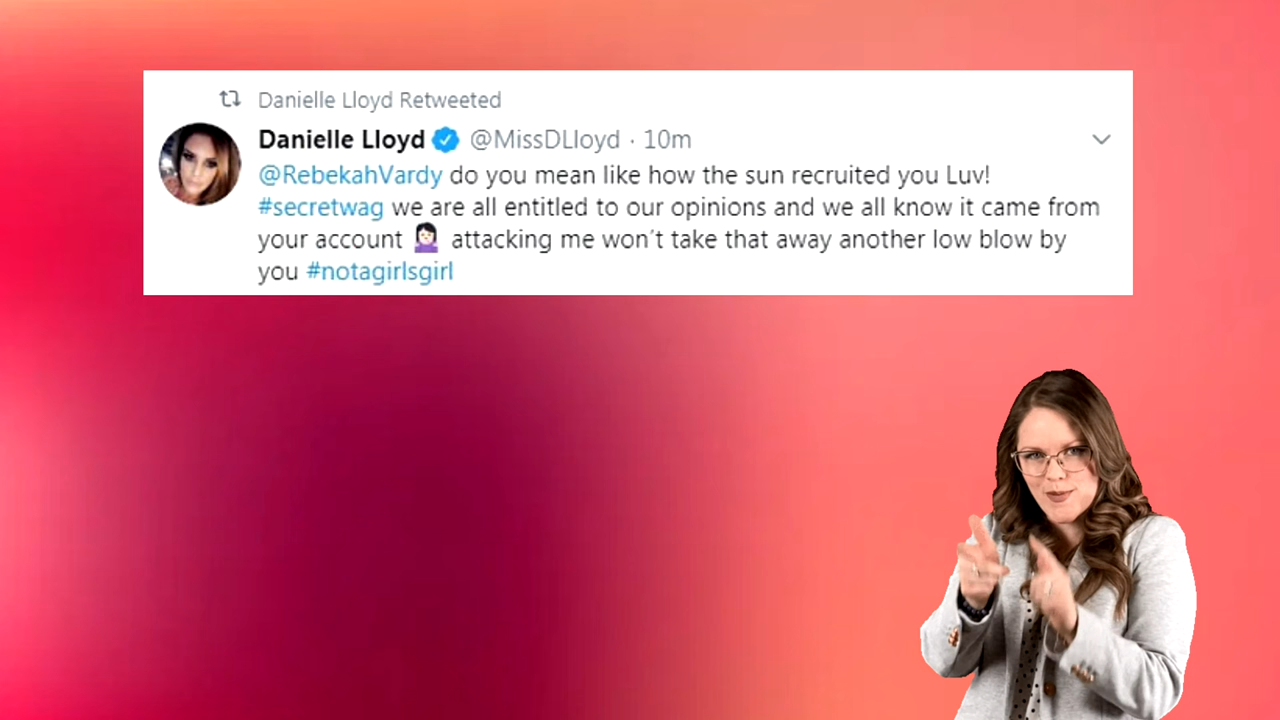 Danielle Lloyd Retweeted
Danielle Lloyd @MissDLloyd · 10m
@RebekahVardy do you mean like how the sun recruited you Luv!
#secretwag we are all entitled to our opinions and we all know it came from
your account 🤷🏻‍♀️ attacking me won't take that away another low blow by
you #notagirlsgirl